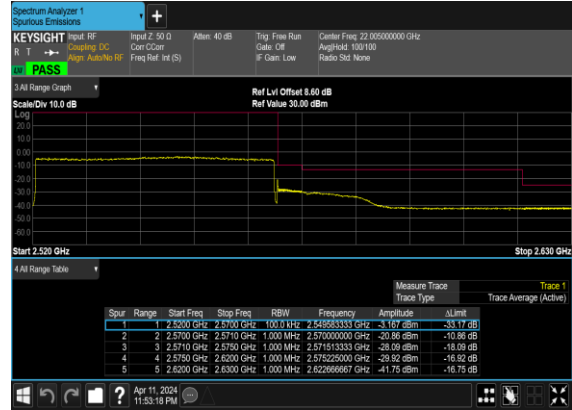 Spectrum Analyzer 1
Spurious Emissions
KEYSIGHT Input: RF Input Z: 50 Ω Atten: 40 dB Trig: Free Run Center Freq: 22.005000000 GHz
R T Coupling: DC Corr CCorr Gate: Off Avg|Hold: 100/100
Align: Auto/No RF Freq Ref: Int (S) IF Gain: Low Radio Std: None
LM PASS
3 All Range Graph
Ref Lvl Offset 8.60 dB
Scale/Div 10.0 dB Ref Value 30.00 dBm
Log
20.0
10.0
0.00
-10.0
-20.0
-30.0
-40.0
-50.0
-60.0
Start 2.520 GHz Stop 2.630 GHz
4 All Range Table
Measure Trace Trace 1
Trace Type Trace Average (Active)
Spur Range Start Freq Stop Freq RBW Frequency Amplitude ΔLimit
1 1 2.5200 GHz 2.5700 GHz 100.0 kHz 2.549583333 GHz -3.167 dBm -33.17 dB
2 2 2.5700 GHz 2.5710 GHz 1.000 MHz 2.570000000 GHz -20.86 dBm -10.86 dB
3 3 2.5710 GHz 2.5750 GHz 1.000 MHz 2.571513333 GHz -28.09 dBm -18.09 dB
4 4 2.5750 GHz 2.6200 GHz 1.000 MHz 2.575225000 GHz -29.92 dBm -16.92 dB
5 5 2.6200 GHz 2.6300 GHz 1.000 MHz 2.622666667 GHz -41.75 dBm -16.75 dB
Apr 11, 2024
11:53:18 PM